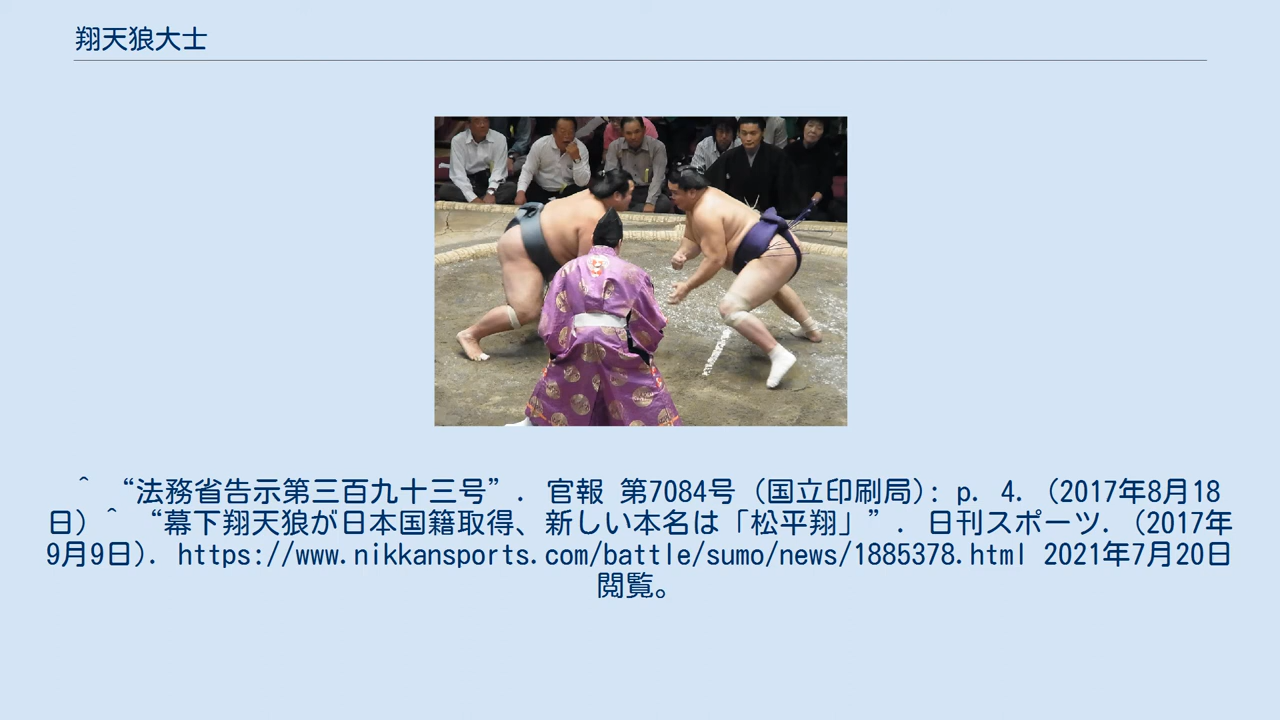 翔天狼大士
^ “法務省告示第三百九十三号”. 官報 第7084号 (国立印刷局): p. 4. (2017年8月18
日) ^ “幕下翔天狼が日本国籍取得、新しい本名は「松平翔」”. 日刊スポーツ. (2017年
9月9日). https://www.nikkansports.com/battle/sumo/news/1885378.html 2021年7月20日
閲覧。